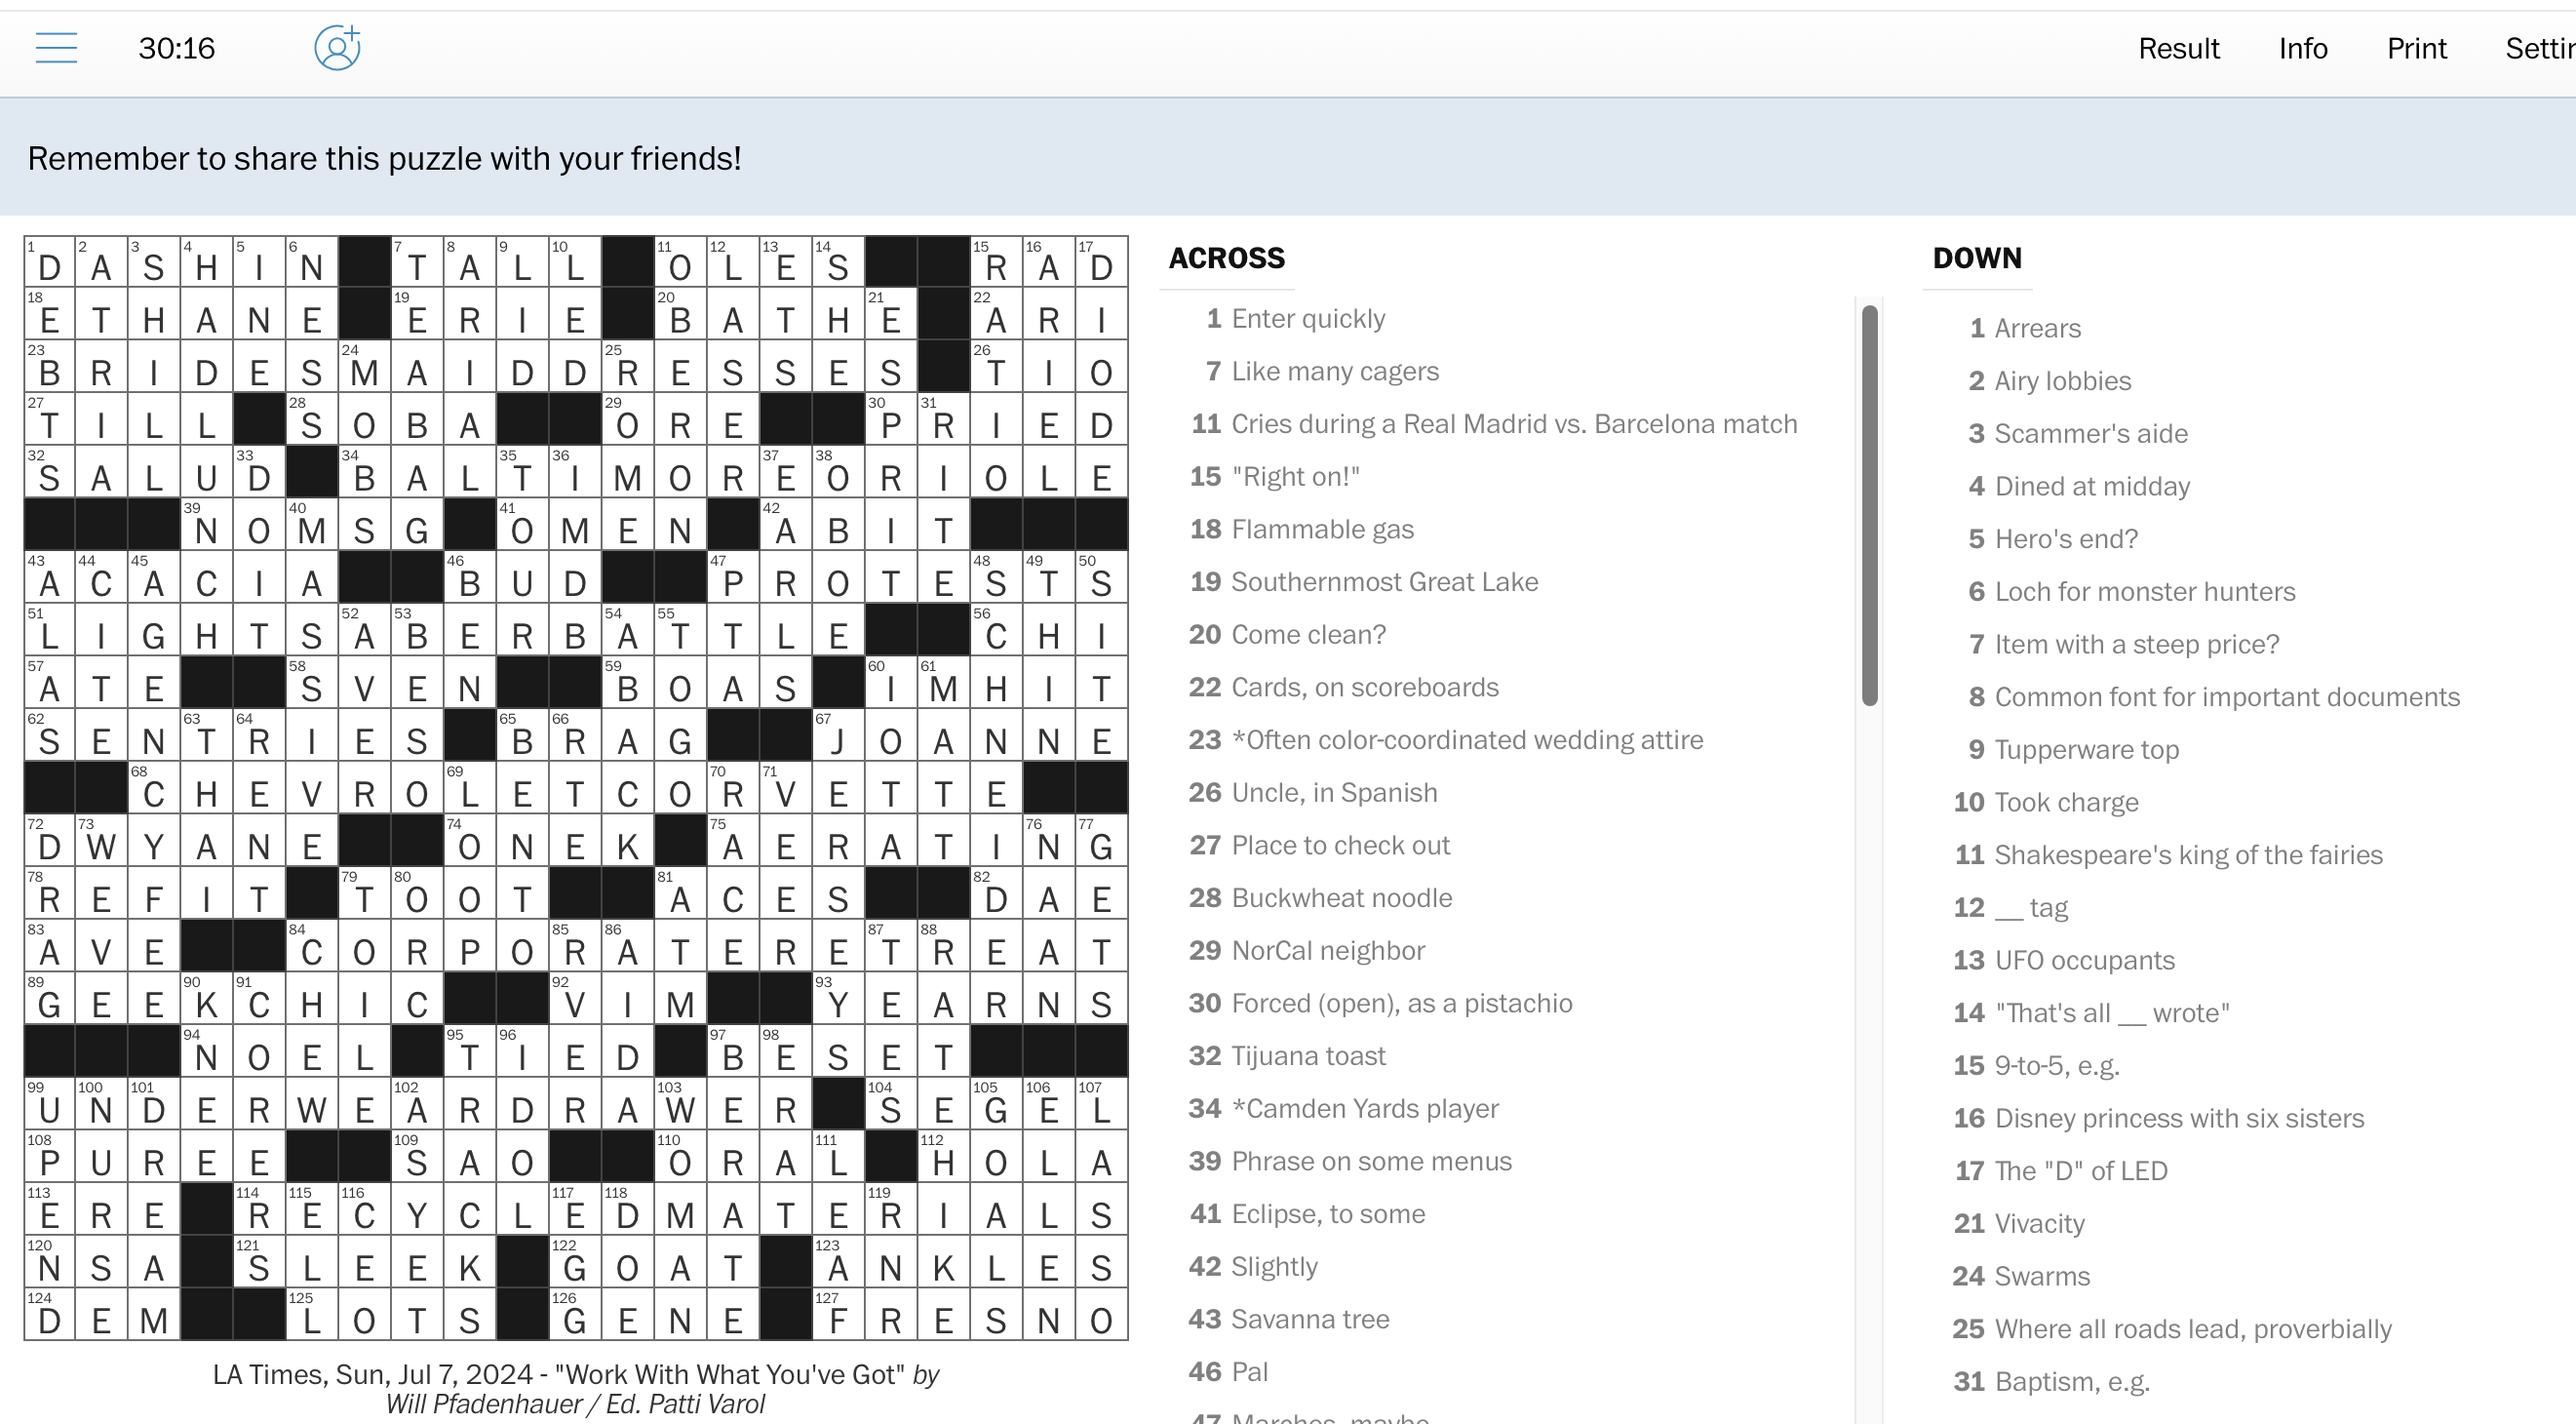 30:16 Result Info Print
Remember to share this puzzle with your friends!
1 D 2 A 3 S 4 H 5 I 6 N 7 T 8 A 9 L 10 L 11 O 12 L 13 E 14 S 15 R 16 A 17 D
18 E T H A N E 19 E R I E 20 B A T H 21 E 22 A R I
23 B R I D E S 24 M A I D D 25 R E S S E S 26 T I O
27 T I L L 28 S O B A 29 O R E 30 P 31 R I E D
32 S A L U 33 D 34 B A L 35 T 36 I M O R 37 E 38 O R I O L E
39 N O 40 M S G 41 O M E N 42 A B I T
43 A 44 C 45 A C I A 46 B U D 47 P R O T E 48 S 49 T 50 S
51 L I G H T S 52 A 53 B E R B 54 A 55 T T L E 56 C H I
57 A T E 58 S V E N 59 B O A S 60 I 61 M H I T
62 S E N 63 T 64 R I E S 65 B 66 R A G 67 J O A N N E
68 C H E V R O 69 L E T C O 70 R 71 V E T T E
72 D 73 W Y A N E 74 O N E K 75 A E R A T I 76 N 77 G
78 R E F I T 79 T 80 O O T 81 A C E S 82 D A E
83 A V E 84 C O R P O 85 R 86 A T E R E 87 T 88 R E A T
89 G E E 90 K 91 C H I C 92 V I M 93 Y E A R N S
94 N O E L 95 T 96 I E D 97 B 98 E S E T
99 U 100 N 101 D E R W E 102 A R D R A 103 W E R 104 S E 105 G 106 E 107 L
108 P U R E E 109 S A O 110 O R A 111 L 112 H O L A
113 E R E 114 R 115 E 116 C Y C L 117 E 118 D M A T E 119 R I A L S
120 N S A 121 S L E E K 122 G O A T 123 A N K L E S
124 D E M 125 L O T S 126 G E N E 127 F R E S N O
LA Times, Sun, Jul 7, 2024 - "Work With What You've Got" by
Will Pfadenhauer / Ed. Patti Varol
ACROSS
1 Enter quickly
7 Like many cagers
11 Cries during a Real Madrid vs. Barcelona match
15 "Right on!"
18 Flammable gas
19 Southernmost Great Lake
20 Come clean?
22 Cards, on scoreboards
23 *Often color-coordinated wedding attire
26 Uncle, in Spanish
27 Place to check out
28 Buckwheat noodle
29 NorCal neighbor
30 Forced (open), as a pistachio
32 Tijuana toast
34 *Camden Yards player
39 Phrase on some menus
41 Eclipse, to some
42 Slightly
43 Savanna tree
46 Pal
47 Marches, maybe
DOWN
1 Arrears
2 Airy lobbies
3 Scammer's aide
4 Dined at midday
5 Hero's end?
6 Loch for monster hunters
7 Item with a steep price?
8 Common font for important documents
9 Tupperware top
10 Took charge
11 Shakespeare's king of the fairies
12 __ tag
13 UFO occupants
14 "That's all __ wrote"
15 9-to-5, e.g.
16 Disney princess with six sisters
17 The "D" of LED
21 Vivacity
24 Swarms
25 Where all roads lead, proverbially
31 Baptism, e.g.